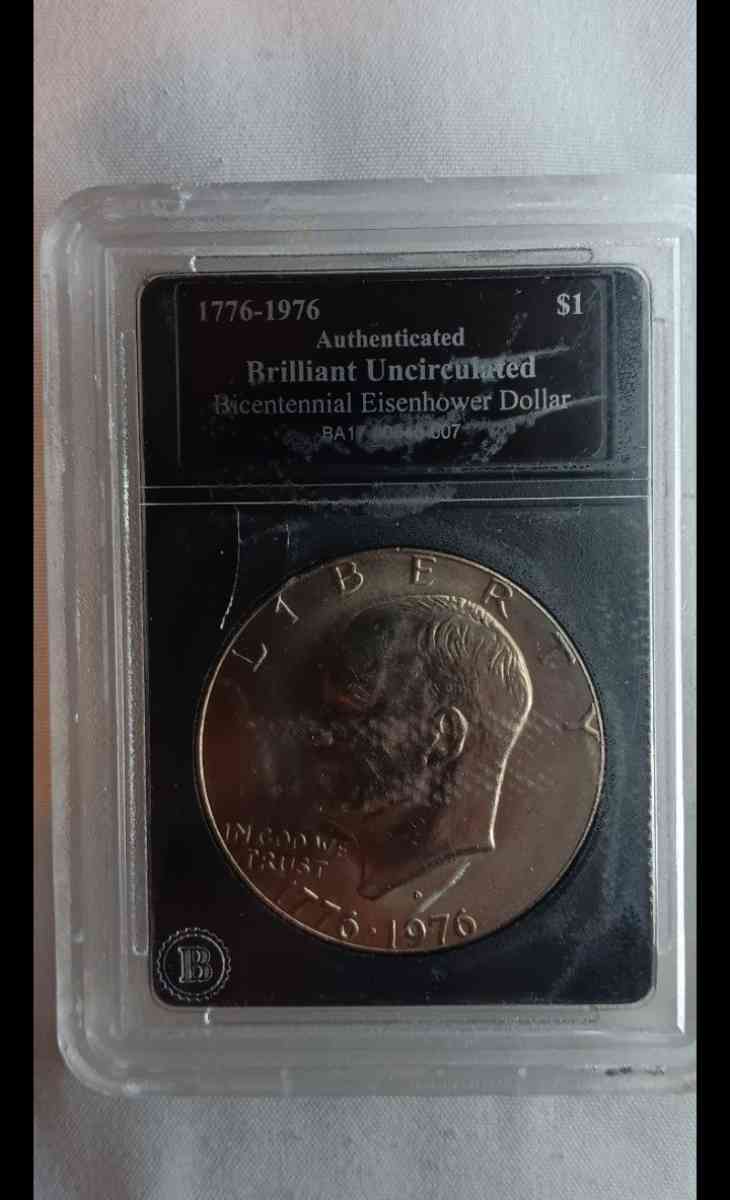 1776-1976 $1
Authenticated
Brilliant Uncirculated
Bicentennial Eisenhower Dollar
LIBERTY
IN GOD WE
TRUST
1776·1976
B